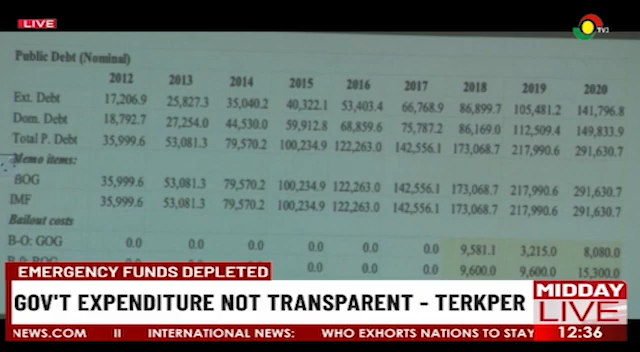 LIVE
TV3
Public Debt (Nominal)
2012 2013 2014 2015 2016 2017 2018 2019 2020
Ext. Debt 17,206.9 25,827.3 35,040.2 40,322.1 53,403.4 66,768.9 86,899.7 105,481.2 141,796.8
Dom. Debt 18,792.7 27,254.0 44,530.0 59,912.8 68,859.6 75,787.2 86,169.0 112,509.4 149,833.9
Total P. Debt 35,999.6 53,081.3 79,570.2 100,234.9 122,263.0 142,556.1 173,068.7 217,990.6 291,630.7
Memo items:
BOG 35,999.6 53,081.3 79,570.2 100,234.9 122,263.0 142,556.1 173,068.7 217,990.6 291,630.7
IMF 35,999.6 53,081.3 79,570.2 100,234.9 122,263.0 142,556.1 173,068.7 217,990.6 291,630.7
Bailout costs
B-O: GOG 0.0 0.0 0.0 0.0 0.0 0.0 9,581.1 3,215.0 8,080.0
0.0 0.0 0.0 9,600.0 9,600.0 15,300.0
EMERGENCY FUNDS DEPLETED
GOV'T EXPENDITURE NOT TRANSPARENT - TERKPER
MIDDAY
LIVE
NEWS.COM II INTERNATIONAL NEWS: WHO EXHORTS NATIONS TO STAY
12:36